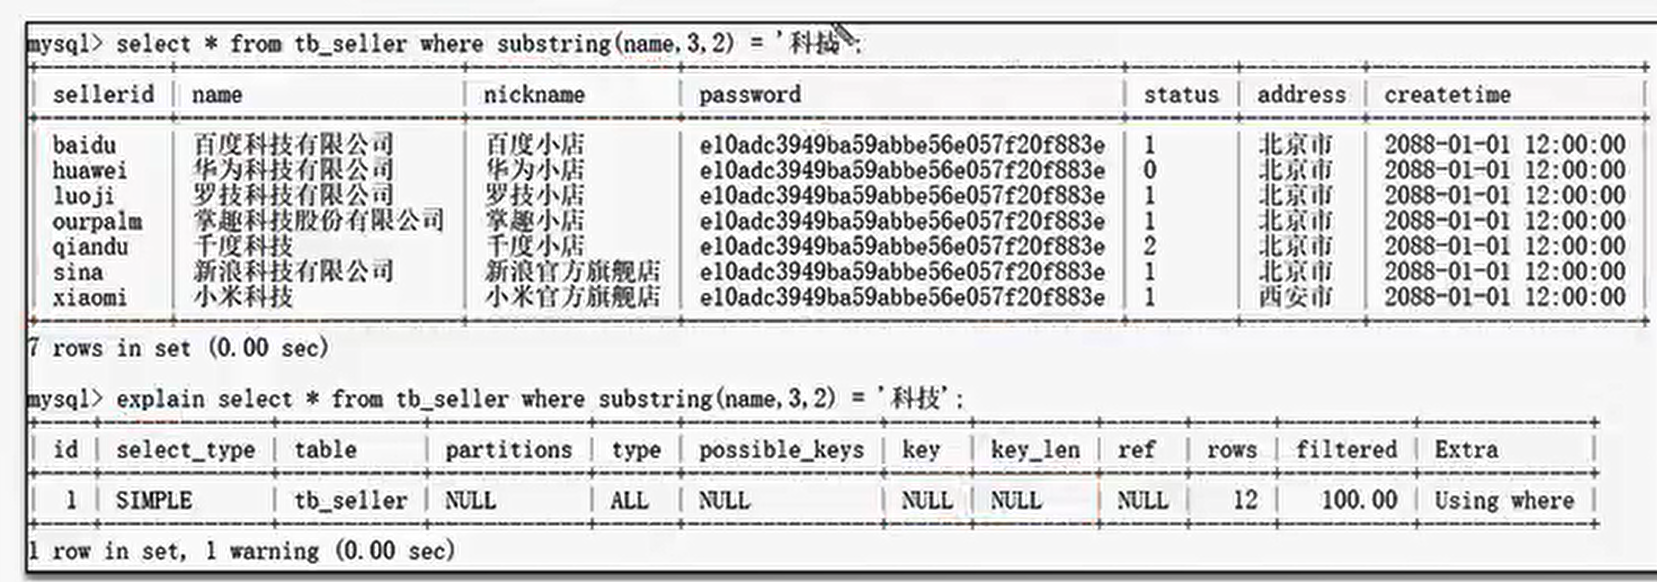 mysql> select * from tb_seller where substring(name,3,2) = '科技';
sellerid | name | nickname | password | status | address | createtime
baidu | 百度科技有限公司 | 百度小店 | e10adc3949ba59abbe56e057f20f883e | 1 | 北京市 | 2088-01-01 12:00:00
huawei | 华为科技有限公司 | 华为小店 | e10adc3949ba59abbe56e057f20f883e | 0 | 北京市 | 2088-01-01 12:00:00
luoji | 罗技科技有限公司 | 罗技小店 | e10adc3949ba59abbe56e057f20f883e | 1 | 北京市 | 2088-01-01 12:00:00
ourpalm | 掌趣科技股份有限公司 | 掌趣小店 | e10adc3949ba59abbe56e057f20f883e | 1 | 北京市 | 2088-01-01 12:00:00
qiandu | 千度科技 | 千度小店 | e10adc3949ba59abbe56e057f20f883e | 2 | 北京市 | 2088-01-01 12:00:00
sina | 新浪科技有限公司 | 新浪官方旗舰店 | e10adc3949ba59abbe56e057f20f883e | 1 | 北京市 | 2088-01-01 12:00:00
xiaomi | 小米科技 | 小米官方旗舰店 | e10adc3949ba59abbe56e057f20f883e | 1 | 西安市 | 2088-01-01 12:00:00
7 rows in set (0.00 sec)
mysql> explain select * from tb_seller where substring(name,3,2) = '科技';
id | select_type | table | partitions | type | possible_keys | key | key_len | ref | rows | filtered | Extra
1 | SIMPLE | tb_seller | NULL | ALL | NULL | NULL | NULL | NULL | 12 | 100.00 | Using where
1 row in set, 1 warning (0.00 sec)